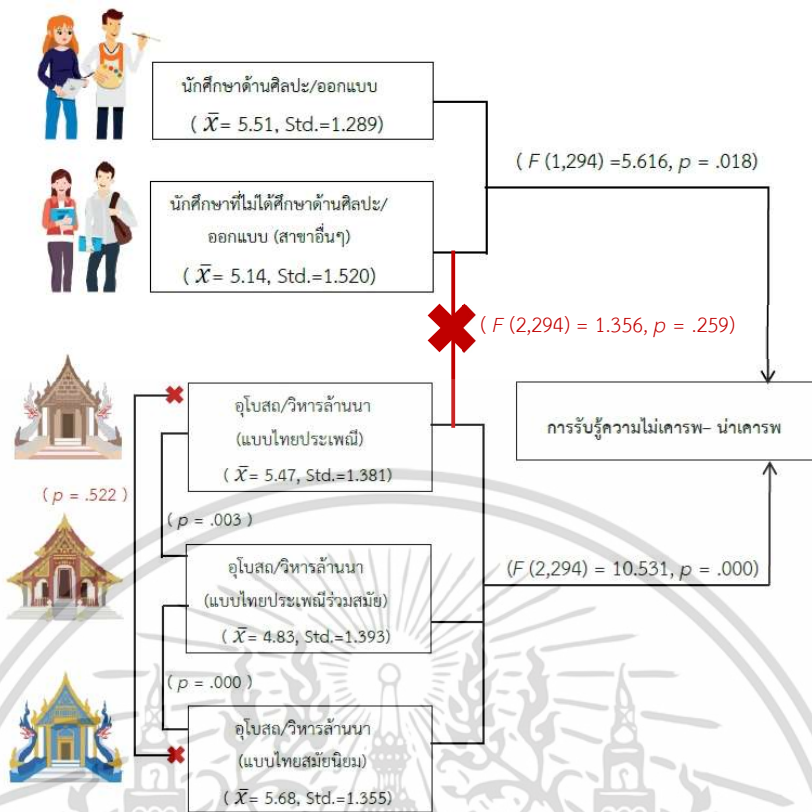 นักศึกษาด้านศิลปะ/ออกแบบ
( x̄ = 5.51, Std.=1.289)
( F (1,294) =5.616, p = .018)
นักศึกษาที่ไม่ได้ศึกษาด้านศิลปะ/
ออกแบบ (สาขาอื่นๆ)
( x̄ = 5.14, Std.=1.520)
( F (2,294) = 1.356, p = .259)
อุโบสถ/วิหารล้านนา
(แบบไทยประเพณี)
( x̄ = 5.47, Std.=1.381)
การรับรู้ความไม่เคารพ– น่าเคารพ
( p = .522 )
( p = .003 )
อุโบสถ/วิหารล้านนา
(แบบไทยประเพณีร่วมสมัย)
( x̄ = 4.83, Std.=1.393)
(F (2,294) = 10.531, p = .000)
( p = .000 )
อุโบสถ/วิหารล้านนา
(แบบไทยสมัยนิยม)
( x̄ = 5.68, Std.=1.355)